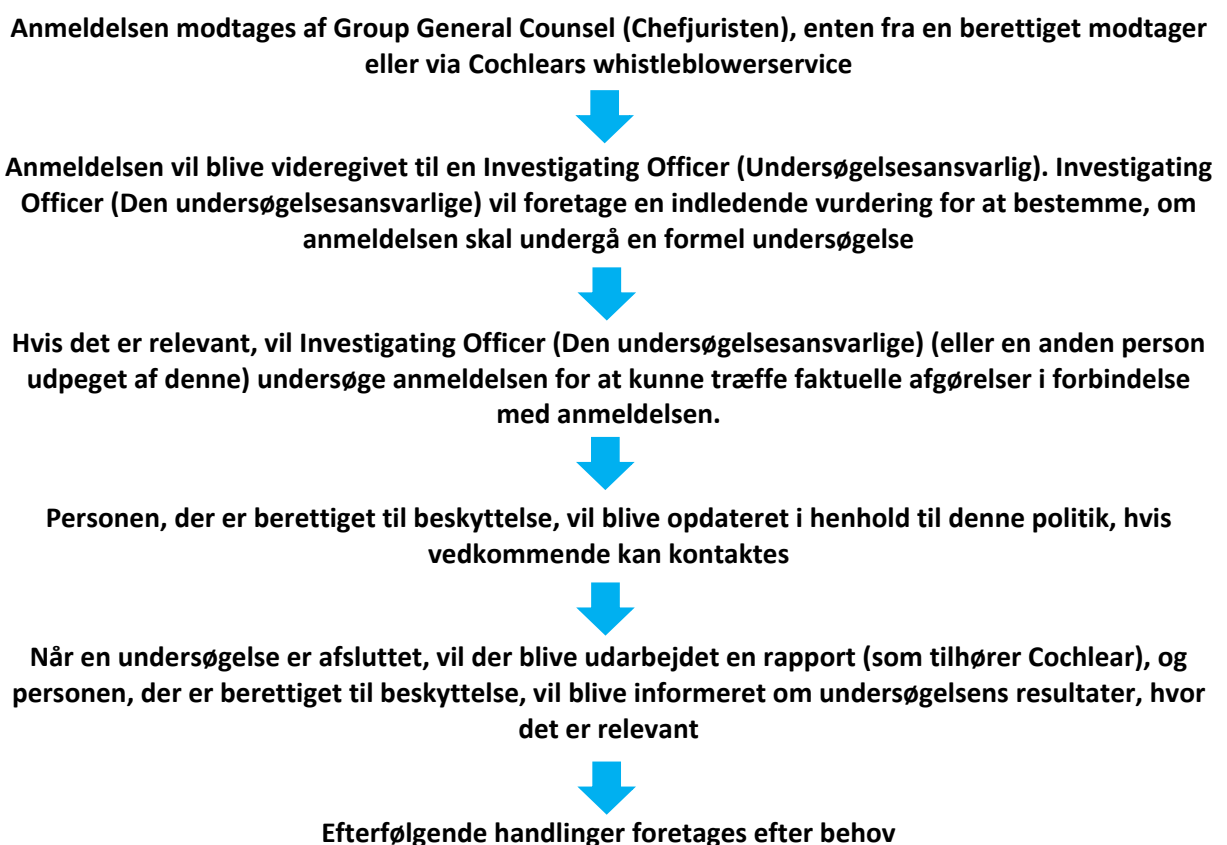 Anmeldelsen modtages af Group General Counsel (Chefjuristen), enten fra en berettiget modtager
eller via Cochlears whistleblowerservice
Anmeldelsen vil blive videregivet til en Investigating Officer (Undersøgelsesansvarlig). Investigating
Officer (Den undersøgelsesansvarlige) vil foretage en indledende vurdering for at bestemme, om
anmeldelsen skal undergå en formel undersøgelse
Hvis det er relevant, vil Investigating Officer (Den undersøgelsesansvarlige) (eller en anden person
udpeget af denne) undersøge anmeldelsen for at kunne træffe faktuelle afgørelser i forbindelse
med anmeldelsen.
Personen, der er berettiget til beskyttelse, vil blive opdateret i henhold til denne politik, hvis
vedkommende kan kontaktes
Når en undersøgelse er afsluttet, vil der blive udarbejdet en rapport (som tilhører Cochlear), og
personen, der er berettiget til beskyttelse, vil blive informeret om undersøgelsens resultater, hvor
det er relevant
Efterfølgende handlinger foretages efter behov